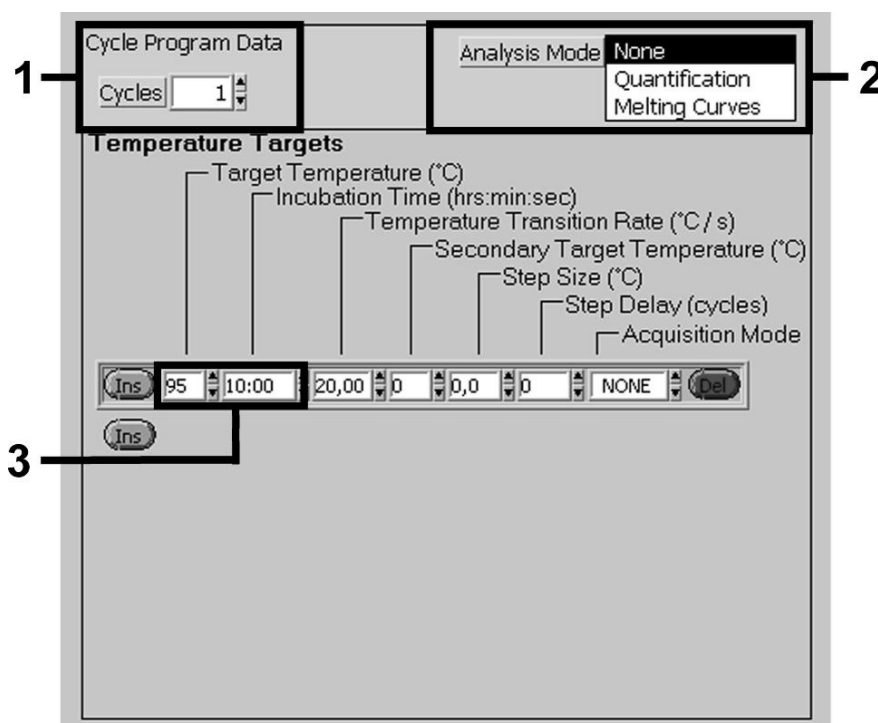 Cycle Program Data
Cycles 1
Analysis Mode None
Quantification
Melting Curves
1
2
Temperature Targets
Target Temperature (°C)
Incubation Time (hrs:min:sec)
Temperature Transition Rate (°C / s)
Secondary Target Temperature (°C)
Step Size (°C)
Step Delay (cycles)
Acquisition Mode
Ins 95 10:00 20,00 0 0,0 0 NONE Del
Ins
3